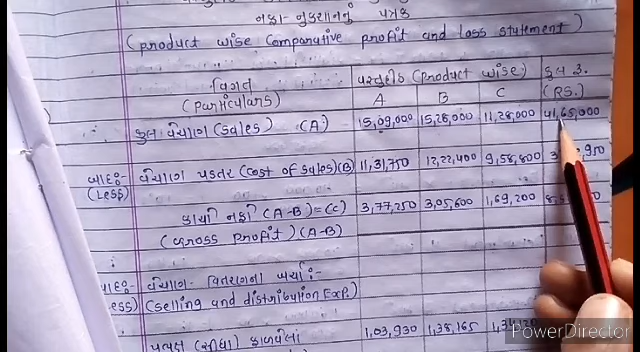 નફા-નુકશાનનું પત્રક
(product wise Comparative profit and loss statement)
વિગત વસ્તુદીઠ (product wise) કુલ રૂ.
(particulars) A B C (RS.)
કુલ વેચાણ (sales) (A) 15,09,000 15,28,000 11,28,000 41,65,000
બાદ:- વેચાણ પડતર (Cost of sales)(B) 11,31,750 12,22,400 9,58,800
(Less)
કાચો નફો (A-B)=(C) 3,77,250 3,05,600 1,69,200
(Gross profit) (A-B)
બાદ:- વેચાણ-વિતરણના ખર્ચા:-
ess) (selling and distribution Exp.)
(સીધા) ફાળવેલાં 1,03,930 1,38,165
PowerDirector